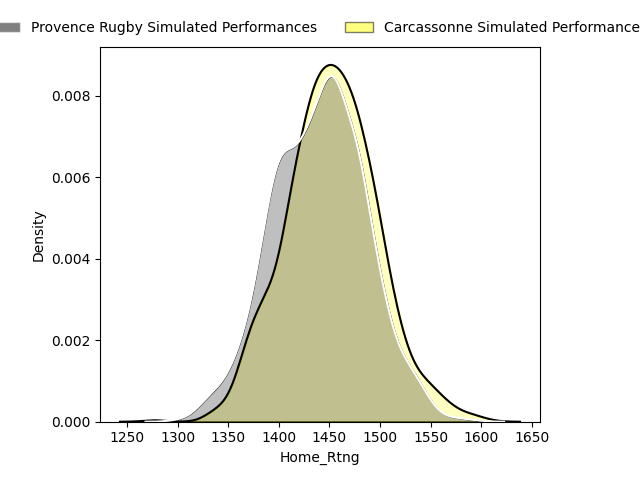 Provence Rugby Simulated Performances
Carcassonne Simulated Performance
0.008
0.006
0.004
0.002
0.000
Density
1250 1300 1350 1400 1450 1500 1550 1600 1650
Home_Rtng